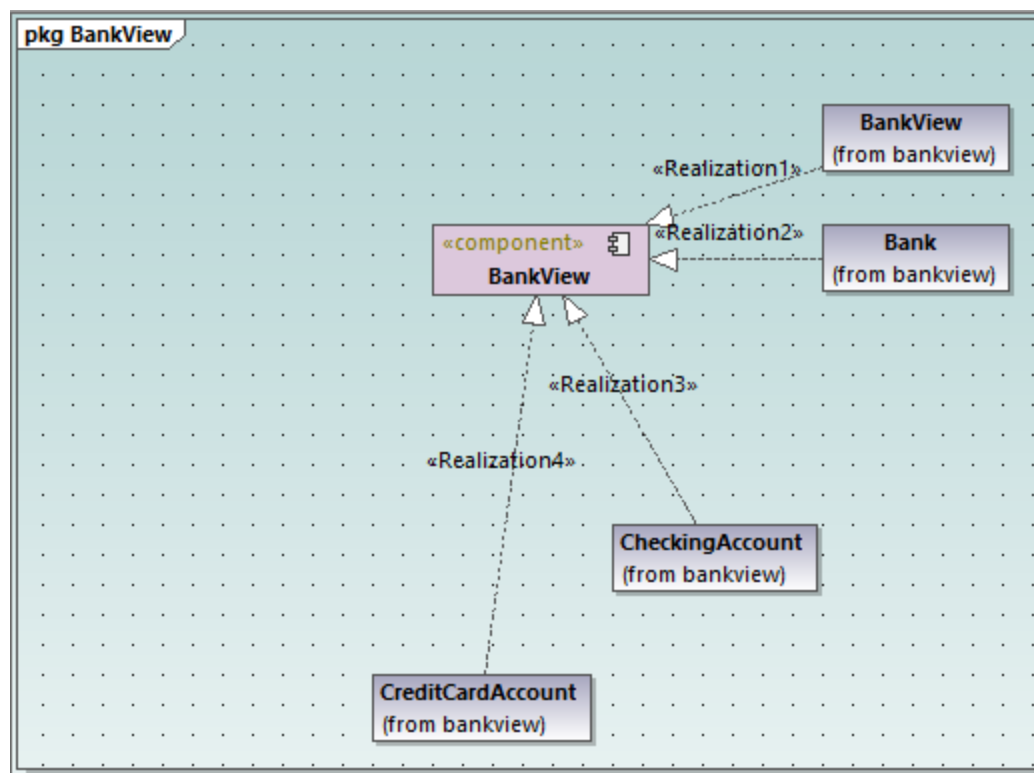 pkg BankView
BankView
(from bankview)
«Realization1»
«Realization2»
«component»
BankView
Bank
(from bankview)
«Realization3»
«Realization4»
CheckingAccount
(from bankview)
CreditCardAccount
(from bankview)